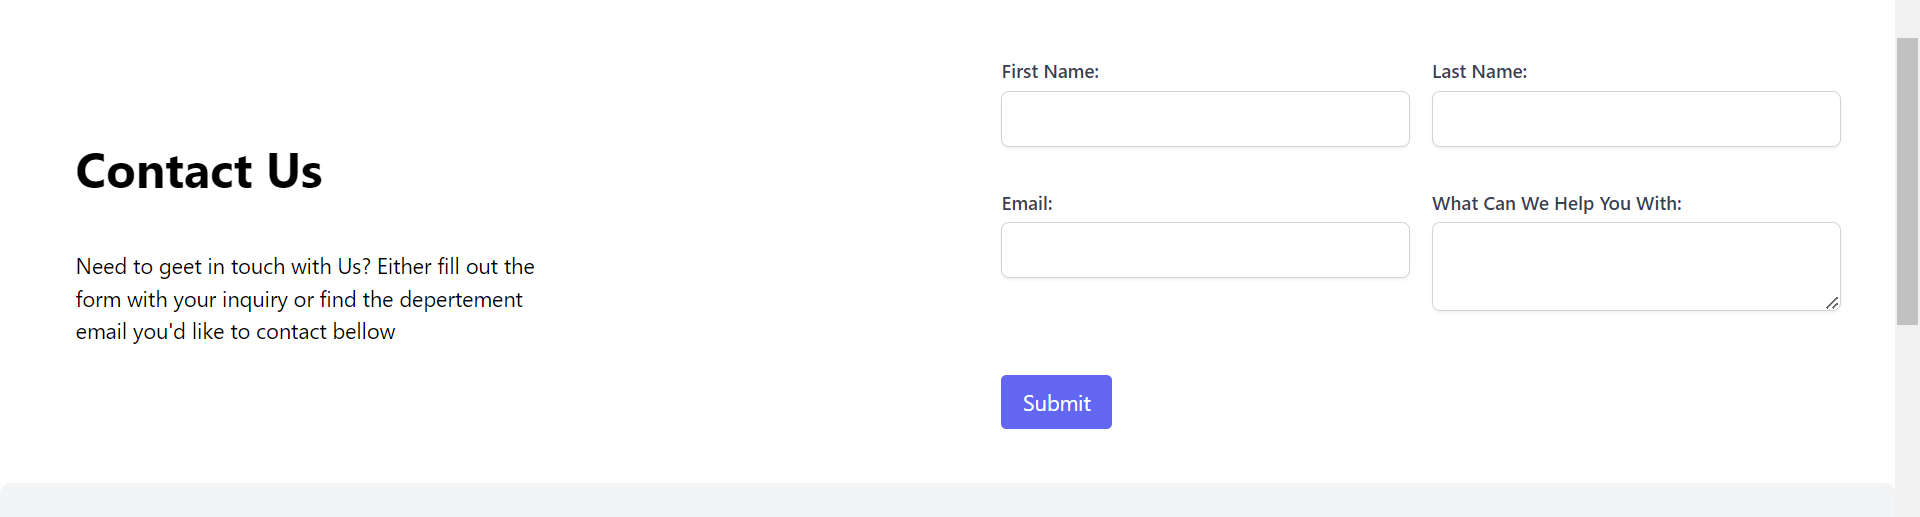 Contact Us
Need to geet in touch with Us? Either fill out the
form with your inquiry or find the depertement
email you'd like to contact bellow
First Name:
Last Name:
Email:
What Can We Help You With:
Submit